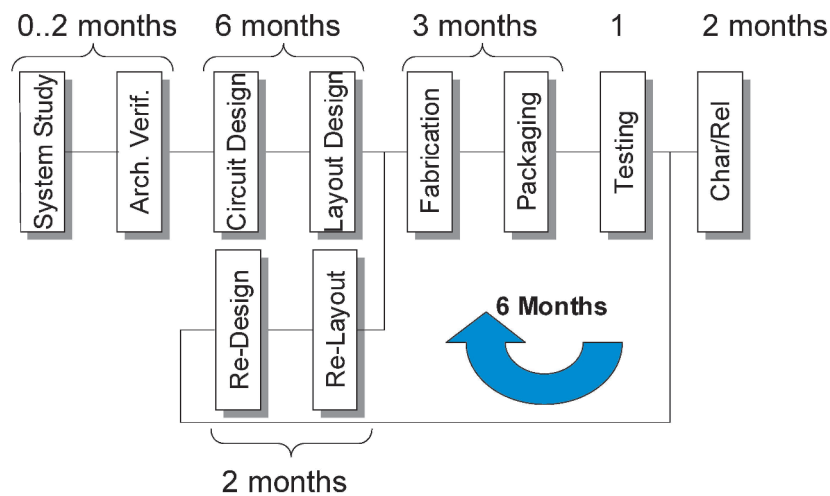 0..2 months
6 months
3 months
1
2 months
System Study
Arch. Verif.
Circuit Design
Layout Design
Fabrication
Packaging
Testing
Char/Rel
Re-Design
Re-Layout
6 Months
2 months